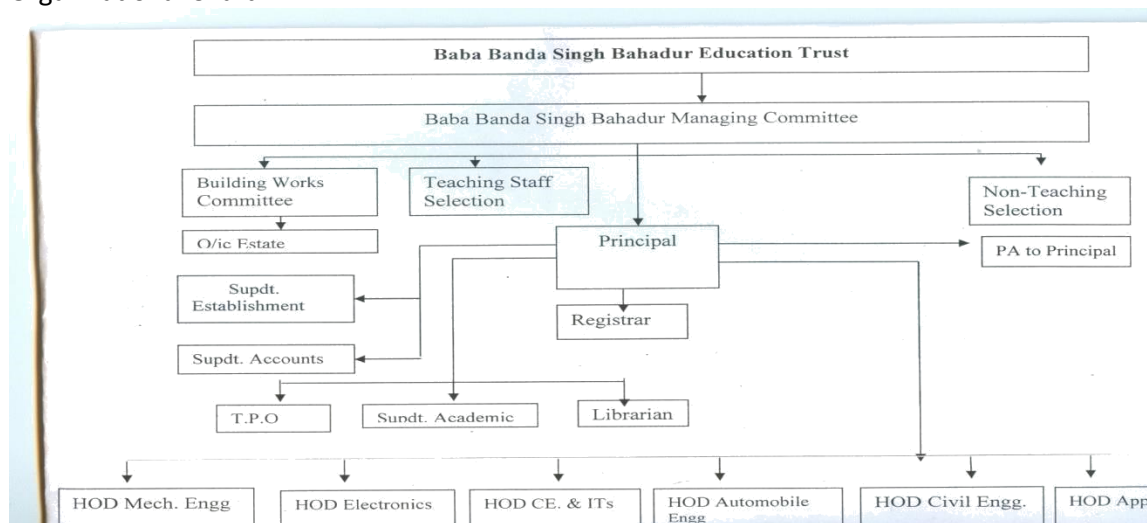 Baba Banda Singh Bahadur Education Trust
Baba Banda Singh Bahadur Managing Committee
Building Works
Committee
Teaching Staff
Selection
Non-Teaching
Selection
O/ic Estate
Principal
PA to Principal
Supdt.
Establishment
Registrar
Supdt. Accounts
T.P.O
Supdt. Academic
Librarian
HOD Mech. Engg
HOD Electronics
HOD CE. & ITs
HOD Automobile
Engg
HOD Civil Engg.
HOD App